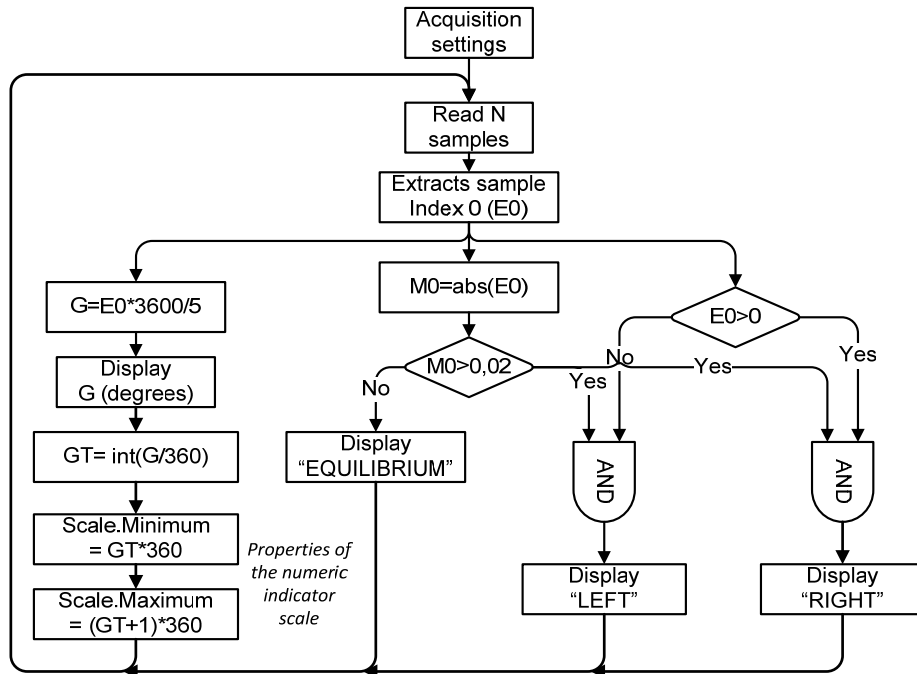 Acquisition
settings
Read N
samples
Extracts sample
Index 0 (E0)
G=E0*3600/5
M0=abs(E0)
E0>0
Display
G (degrees)
M0>0,02
No
Yes
No
Yes
Yes
GT= int(G/360)
Display
“EQUILIBRIUM”
AND
AND
Scale.Minimum
= GT*360
Properties of
the numeric
indicator
scale
Scale.Maximum
= (GT+1)*360
Display
“LEFT”
Display
“RIGHT”